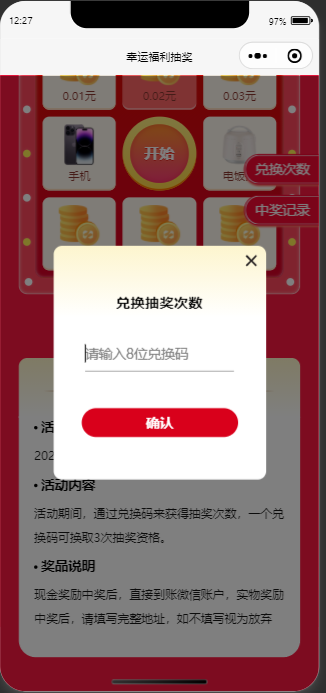 12:27
97%
幸运福利抽奖
0.01元
0.02元
0.03元
手机
开始
兑换次数
中奖记录
兑换抽奖次数
请输入8位兑换码
确认
• 活
202
• 活动内容
活动期间，通过兑换码来获得抽奖次数，一个兑
换码可换取3次抽奖资格。
• 奖品说明
现金奖励中奖后，直接到账微信账户，实物奖励
中奖后，请填写完整地址，如不填写视为放弃